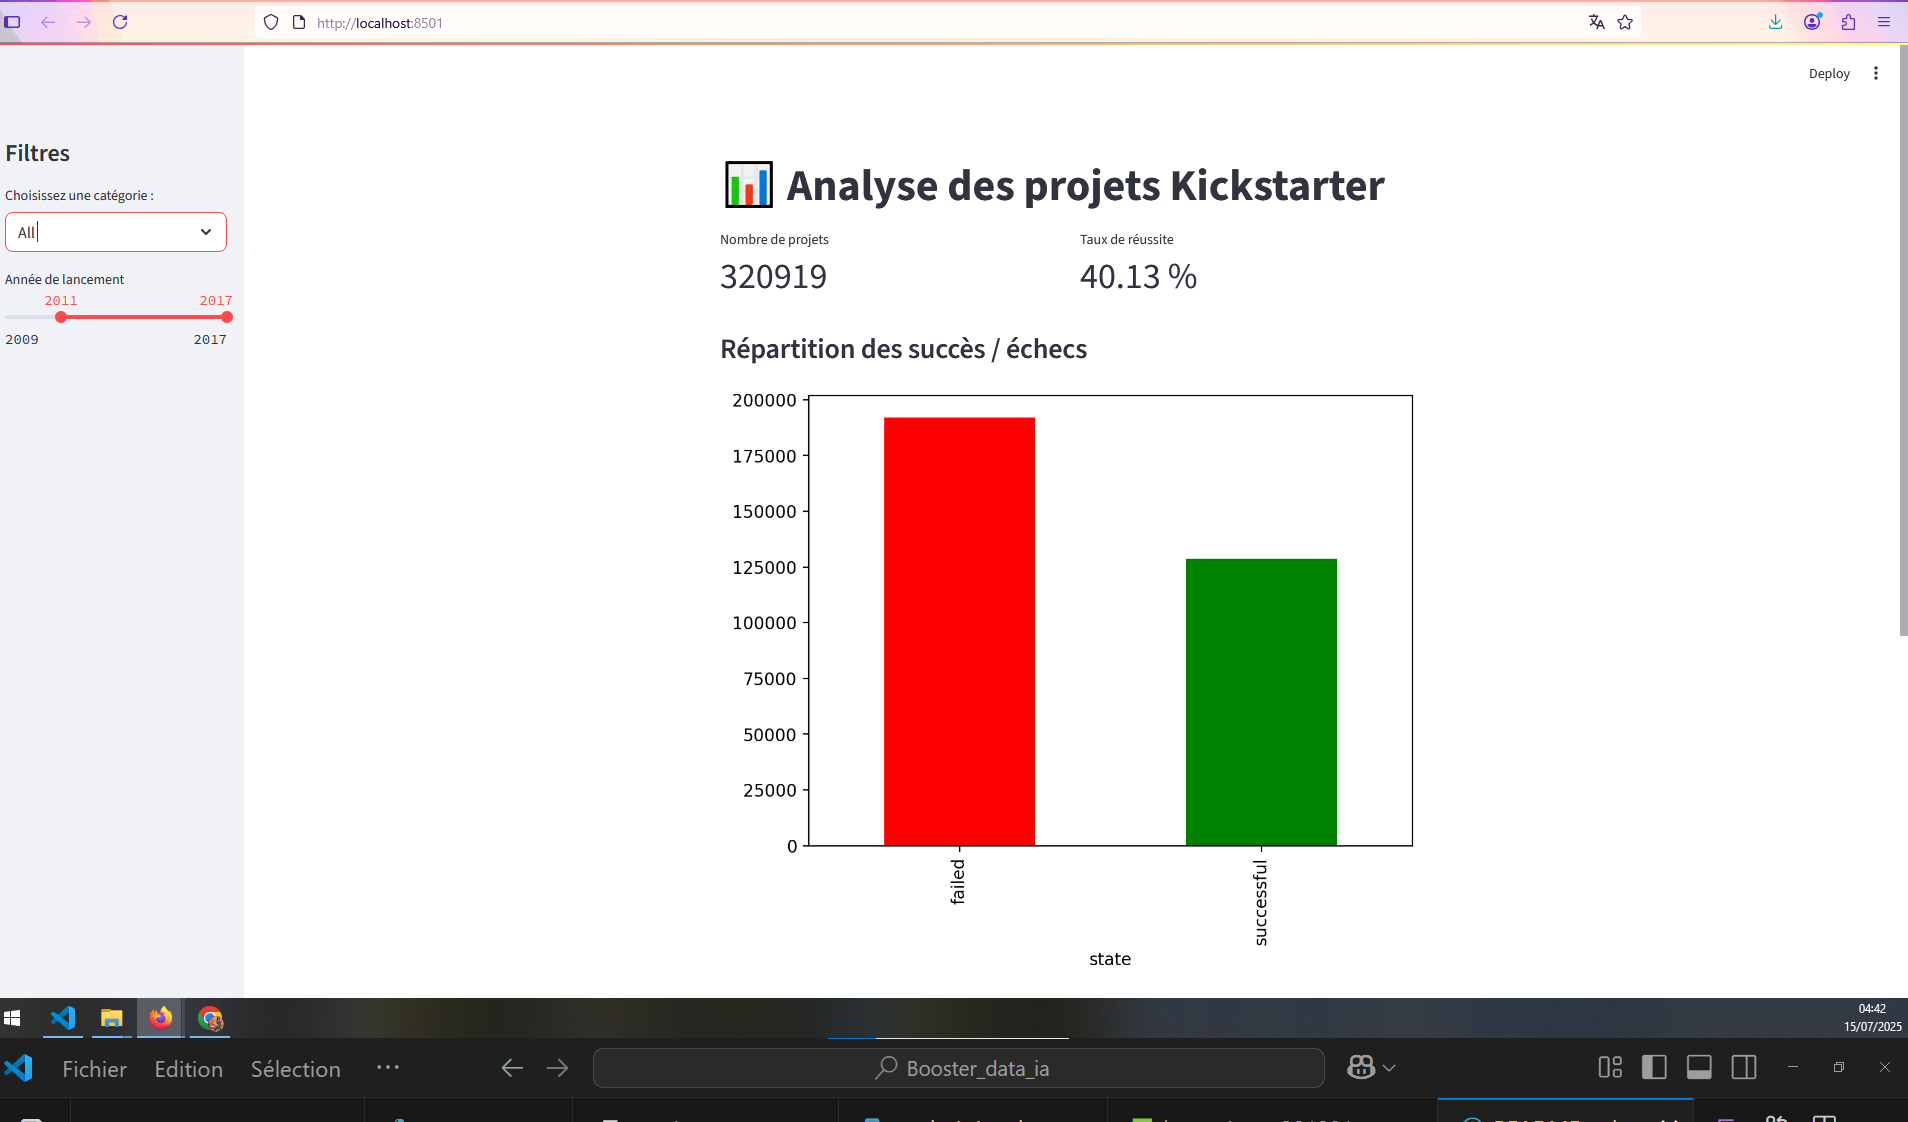 http://localhost:8501
Deploy
Filtres
Choisissez une catégorie :
All
Année de lancement
2011 2017
2009 2017
Analyse des projets Kickstarter
Nombre de projets
320919
Taux de réussite
40.13 %
Répartition des succès / échecs
200000
175000
150000
125000
100000
75000
50000
25000
0
failed
successful
state
04:42
15/07/2025
Fichier Edition Sélection ···
Booster_data_ia